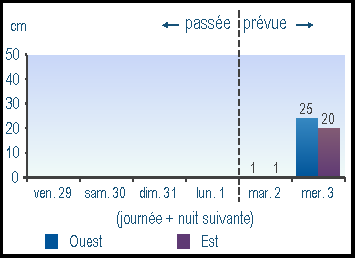 ← passée prévue →
cm
50
40
30
20
10
0
25
20
1 1
ven. 29 sam. 30 dim. 31 lun. 1 mar. 2 mer. 3
(journée + nuit suivante)
Ouest Est